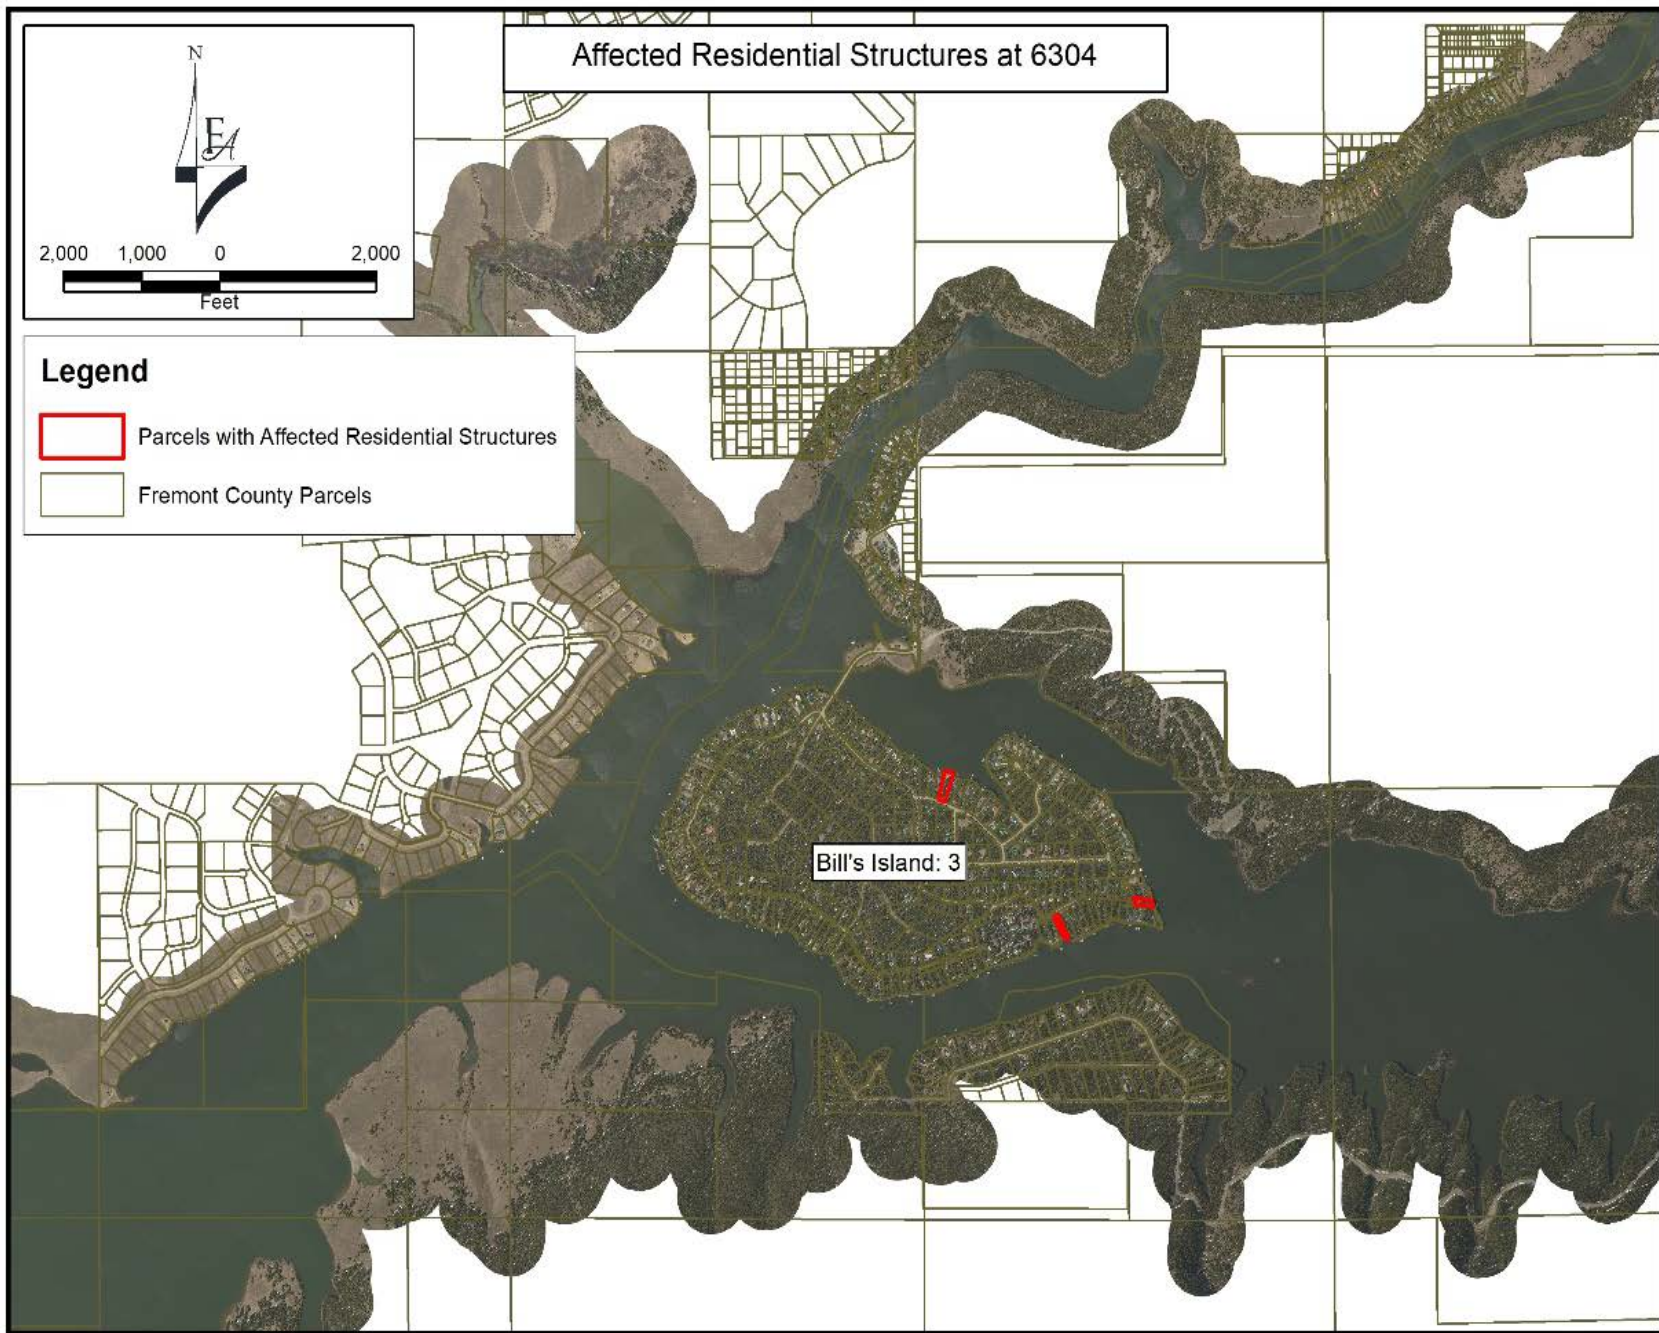 Affected Residential Structures at 6304
N
FA
2,000 1,000 0 2,000
Feet
Legend
Parcels with Affected Residential Structures
Fremont County Parcels
Bill's Island: 3